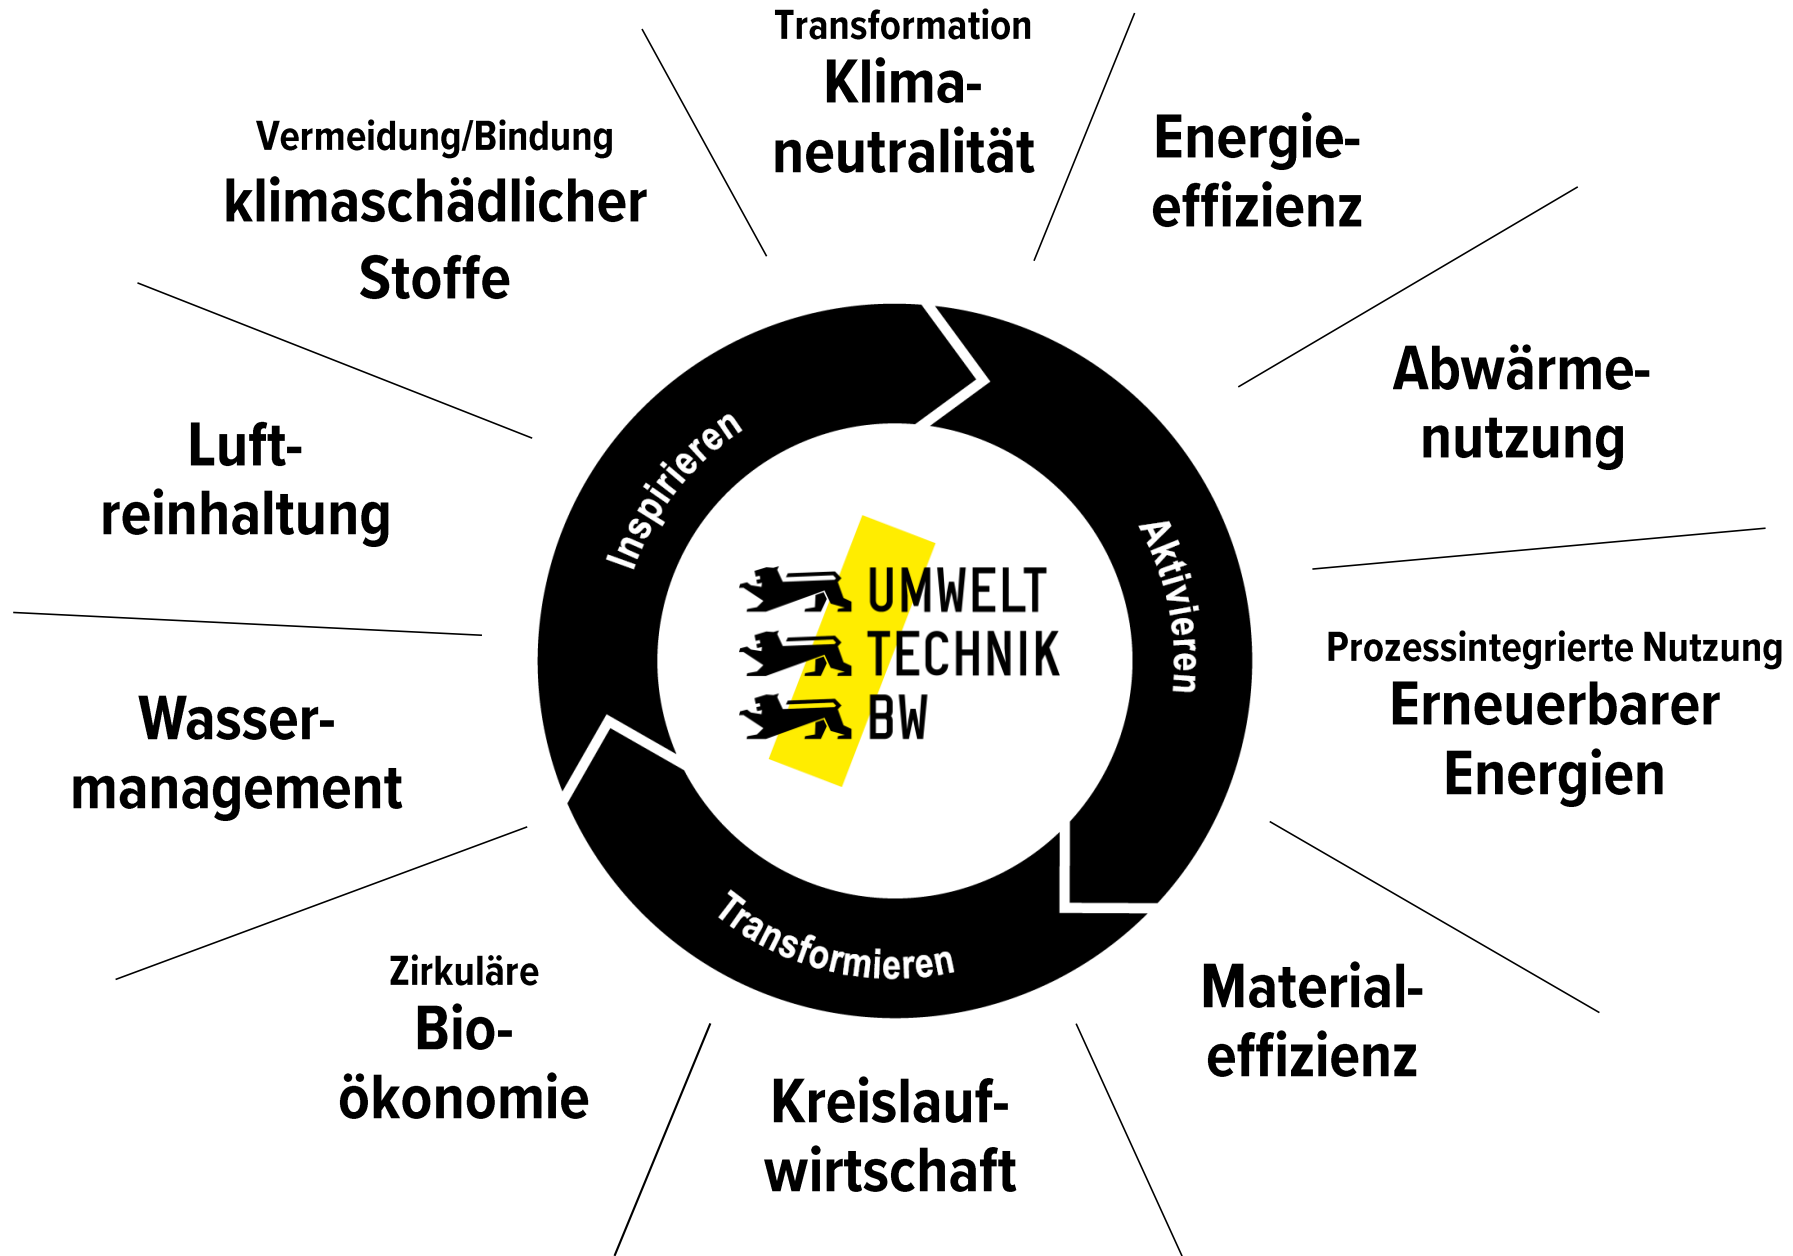 Transformation
Klima-
neutralität
Energie-
effizienz
Abwärme-
nutzung
Prozessintegrierte Nutzung
Erneuerbarer
Energien
Material-
effizienz
Kreislauf-
wirtschaft
Zirkuläre
Bio-
ökonomie
Wasser-
management
Luft-
reinhaltung
Vermeidung/Bindung
klimaschädlicher
Stoffe
Inspirieren
Aktivieren
Transformieren
UMWELT
TECHNIK
BW